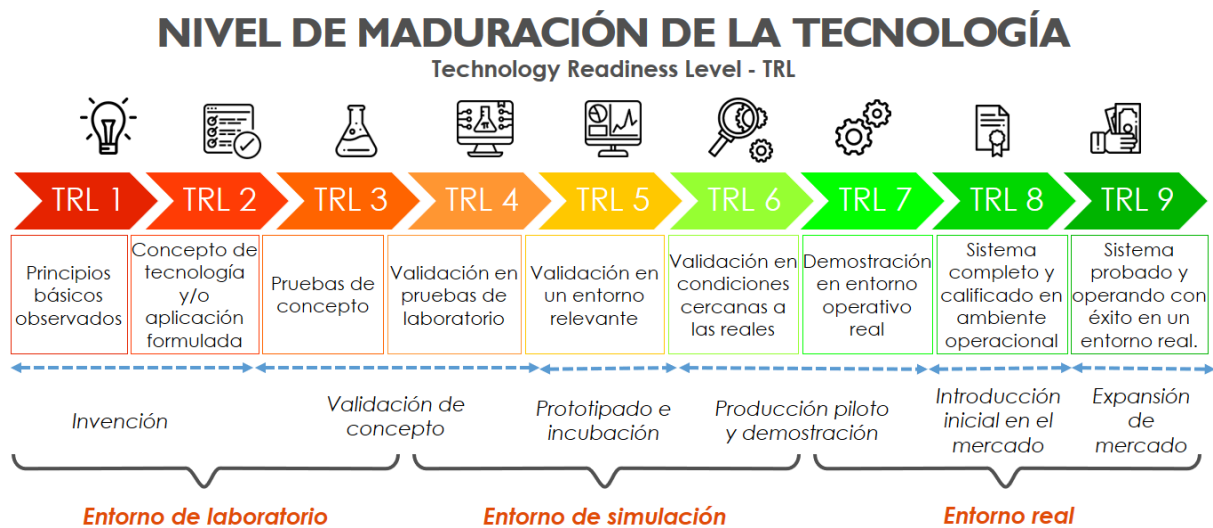 NIVEL DE MADURACIÓN DE LA TECNOLOGÍA
Technology Readiness Level - TRL
TRL 1
TRL 2
TRL 3
TRL 4
TRL 5
TRL 6
TRL 7
TRL 8
TRL 9
Principios
básicos
observados
Concepto de
tecnología
y/o
aplicación
formulada
Pruebas de
concepto
Validación en
pruebas de
laboratorio
Validación en
un entorno
relevante
Validación en
condiciones
cercanas a
las reales
Demostración
en entorno
operativo
real
Sistema
completo y
calificado en
ambiente
operacional
Sistema
probado y
operando con
éxito en un
entorno real.
Invención
Validación de
concepto
Prototipado e
incubación
Producción piloto
y demostración
Introducción
inicial en el
mercado
Expansión
de
mercado
Entorno de laboratorio
Entorno de simulación
Entorno real